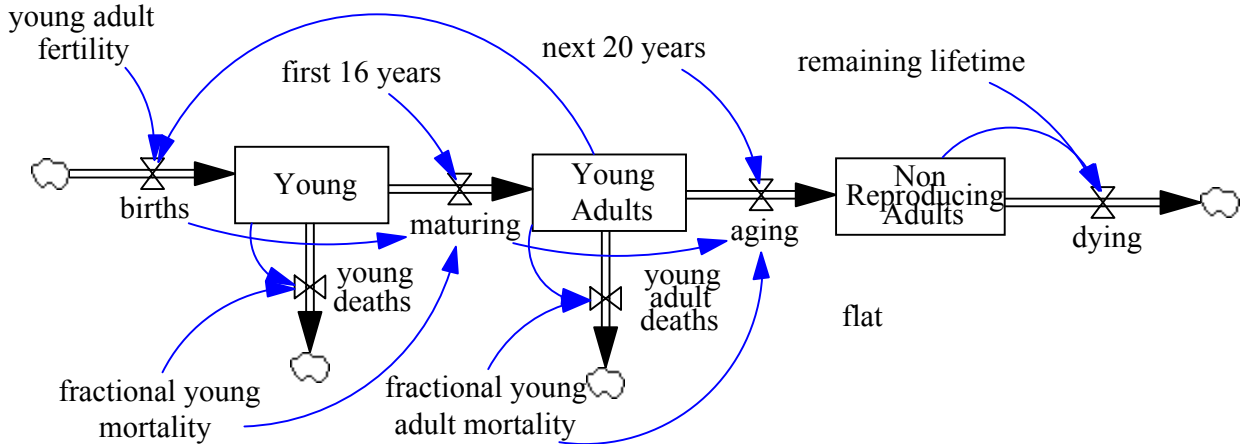 young adult
fertility
first 16 years
next 20 years
remaining lifetime
births
Young
maturing
Young
Adults
aging
Non
Reproducing
Adults
dying
young
deaths
young
adult
deaths
flat
fractional young
mortality
fractional young
adult mortality